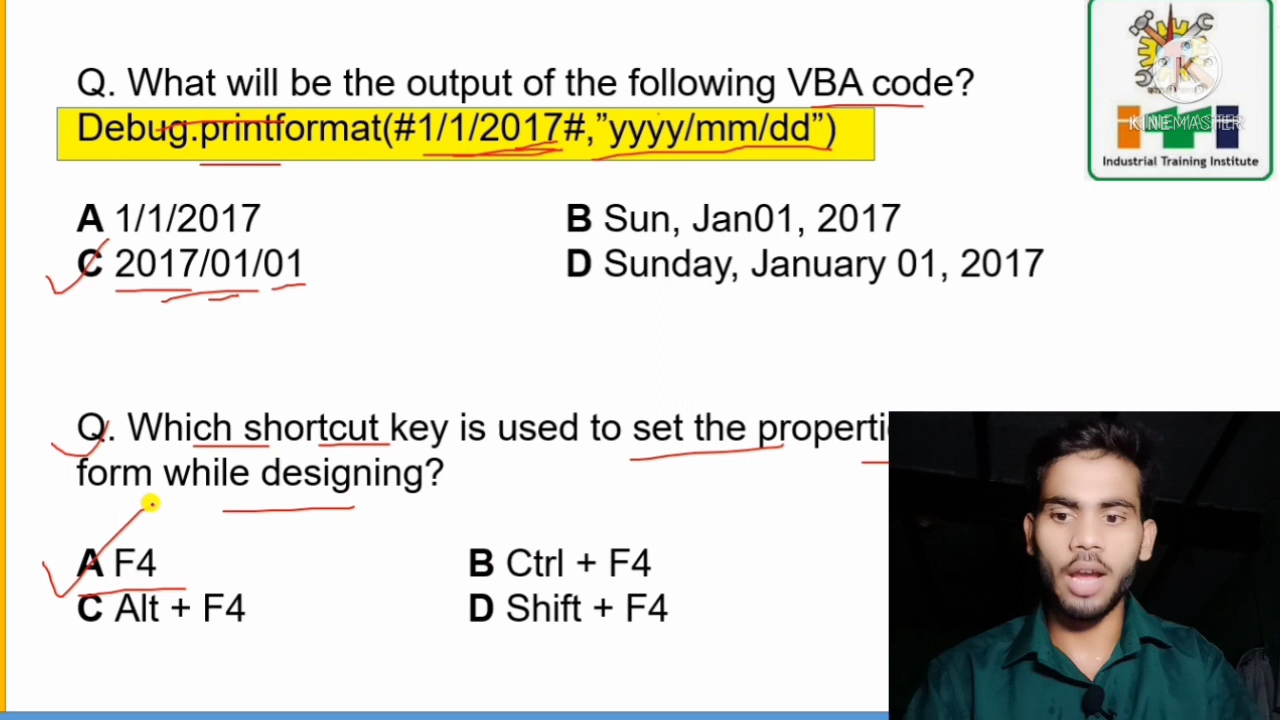 Q. What will be the output of the following VBA code?
Debug.printformat(#1/1/2017#,”yyyy/mm/dd”)
A 1/1/2017
B Sun, Jan01, 2017
C 2017/01/01
D Sunday, January 01, 2017
Q. Which shortcut key is used to set the properti
form while designing?
A F4
B Ctrl + F4
C Alt + F4
D Shift + F4
K
KINEMASTER
Industrial Training Institute